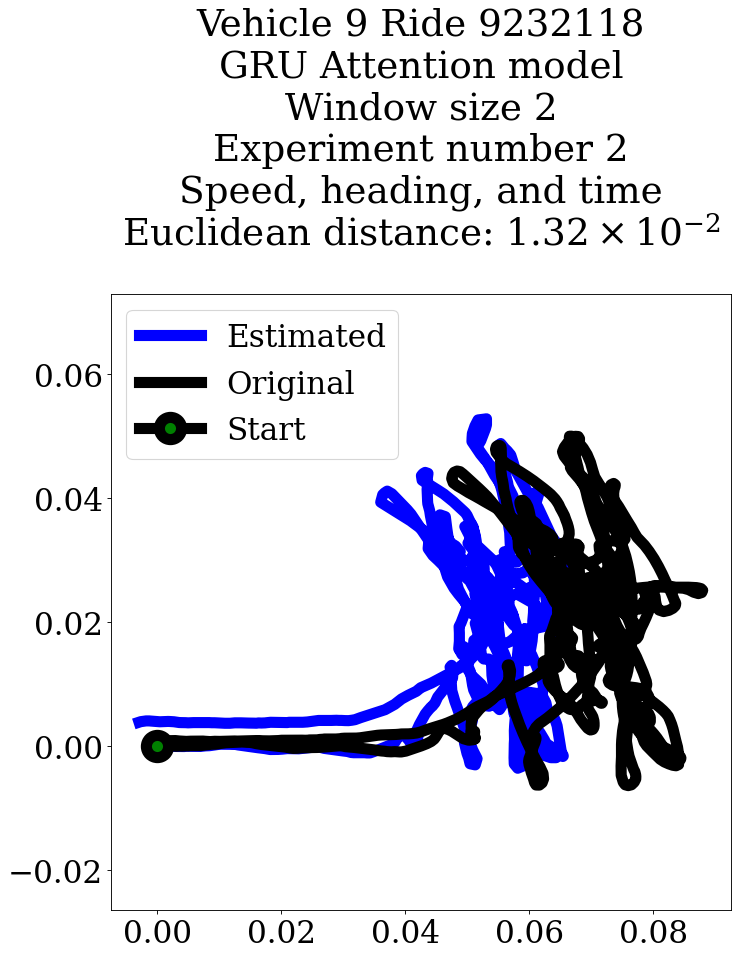 Vehicle 9 Ride 9232118
GRU Attention model
Window size 2
Experiment number 2
Speed, heading, and time
Euclidean distance: 1.32 × 10⁻²
Estimated
Original
Start
0.06
0.04
0.02
0.00
−0.02
0.00 0.02 0.04 0.06 0.08